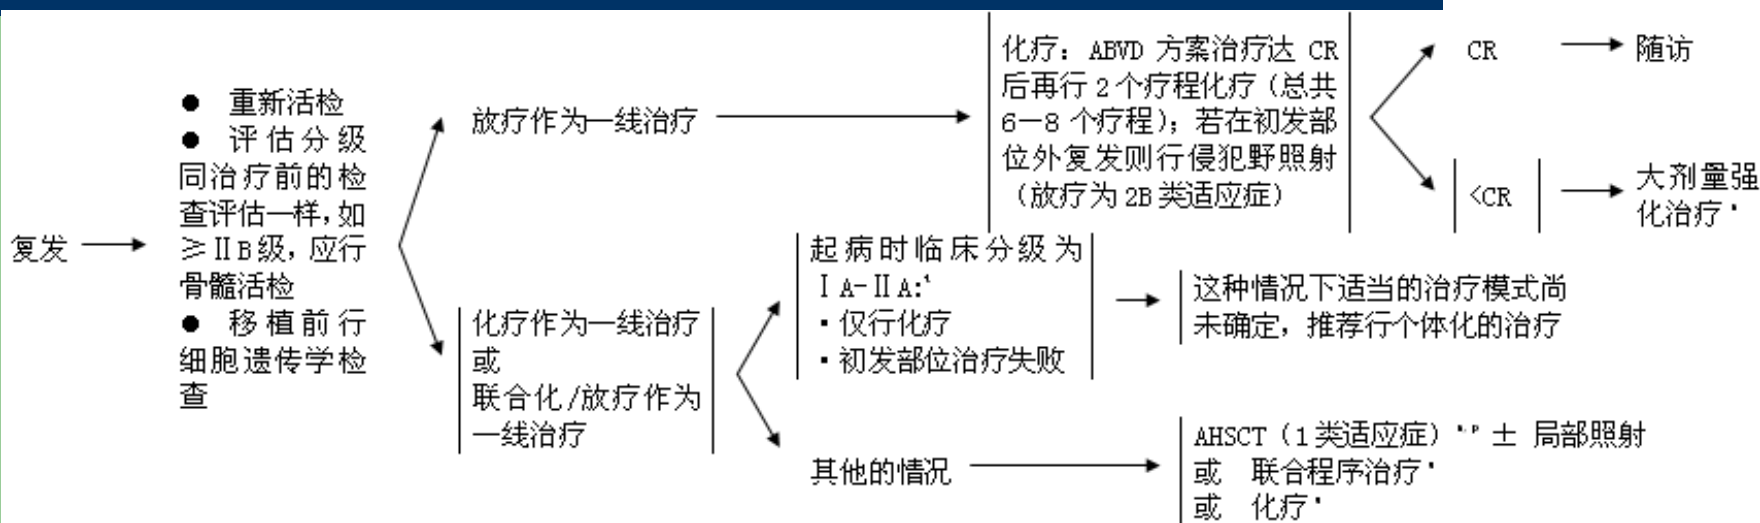 复发
● 重新活检
● 评估分级
同治疗前的检
查评估一样,如
≥ⅡB级,应行
骨髓活检
● 移植前行
细胞遗传学检
查
放疗作为一线治疗
化疗:ABVD 方案治疗达 CR
后再行2个疗程化疗(总共
6—8 个疗程);若在初发部
位外复发则行侵犯野照射
(放疗为2B类适应症)
CR
随访
<CR
大剂量强
化治疗
化疗作为一线治疗
或
联合化/放疗作为
一线治疗
起病时临床分级为
ⅠA-ⅡA:
▪仅行化疗
▪初发部位治疗失败
这种情况下适当的治疗模式尚
未确定,推荐行个体化的治疗
其他的情况
AHSCT(1类适应症) ± 局部照射
或 联合程序治疗
或 化疗